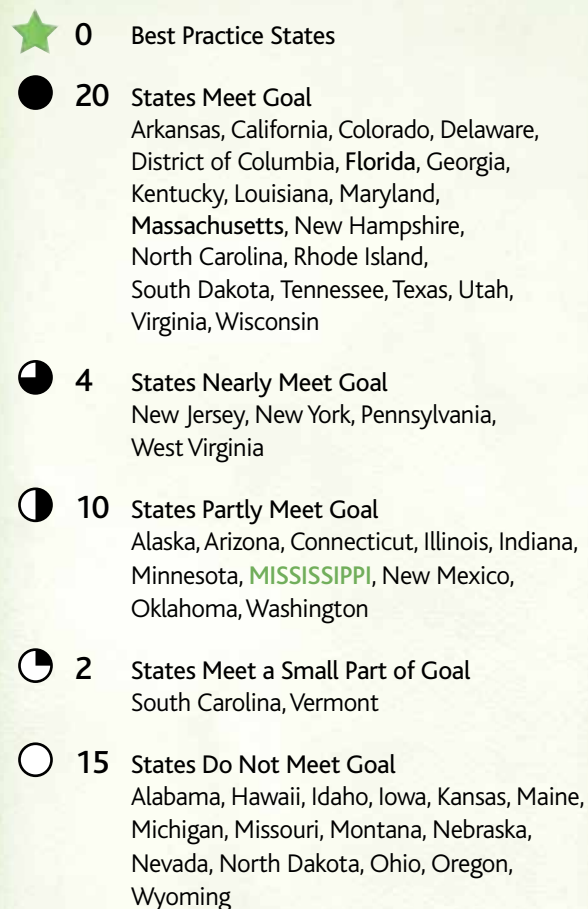 0 Best Practice States
20 States Meet Goal
Arkansas, California, Colorado, Delaware,
District of Columbia, Florida, Georgia,
Kentucky, Louisiana, Maryland,
Massachusetts, New Hampshire,
North Carolina, Rhode Island,
South Dakota, Tennessee, Texas, Utah,
Virginia, Wisconsin
4 States Nearly Meet Goal
New Jersey, New York, Pennsylvania,
West Virginia
10 States Partly Meet Goal
Alaska, Arizona, Connecticut, Illinois, Indiana,
Minnesota, MISSISSIPPI, New Mexico,
Oklahoma, Washington
2 States Meet a Small Part of Goal
South Carolina, Vermont
15 States Do Not Meet Goal
Alabama, Hawaii, Idaho, Iowa, Kansas, Maine,
Michigan, Missouri, Montana, Nebraska,
Nevada, North Dakota, Ohio, Oregon,
Wyoming